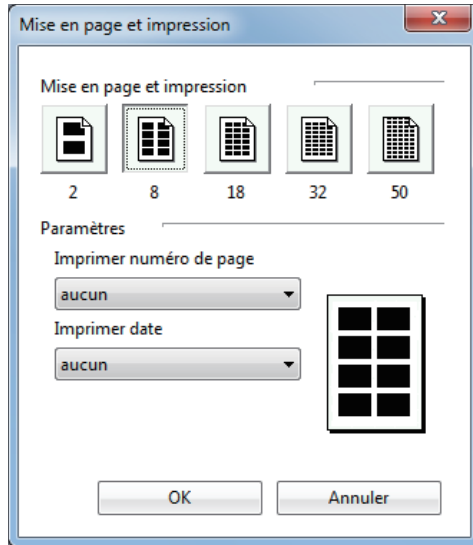 Mise en page et impression
Mise en page et impression
2 8 18 32 50
Paramètres
Imprimer numéro de page
aucun
Imprimer date
aucun
OK Annuler